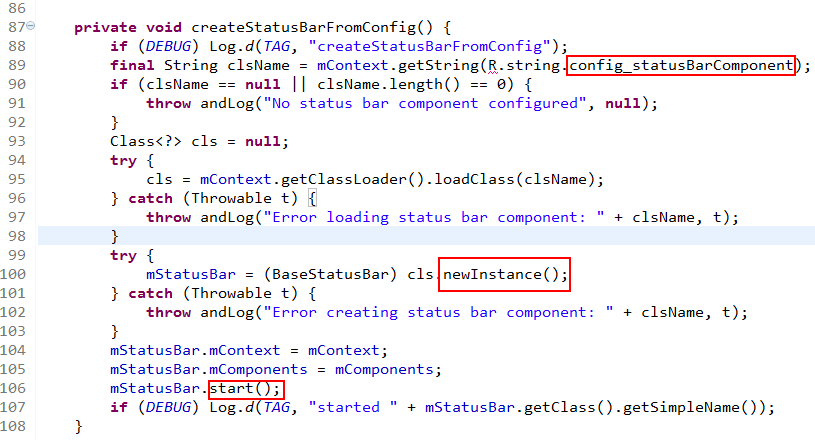 86
87 private void createStatusBarFromConfig() {
88 if (DEBUG) Log.d(TAG, "createStatusBarFromConfig");
89 final String clsName = mContext.getString(R.string.config_statusBarComponent);
90 if (clsName == null || clsName.length() == 0) {
91 throw andLog("No status bar component configured", null);
92 }
93 Class<?> cls = null;
94 try {
95 cls = mContext.getClassLoader().loadClass(clsName);
96 } catch (Throwable t) {
97 throw andLog("Error loading status bar component: " + clsName, t);
98 }
99 try {
100 mStatusBar = (BaseStatusBar) cls.newInstance();
101 } catch (Throwable t) {
102 throw andLog("Error creating status bar component: " + clsName, t);
103 }
104 mStatusBar.mContext = mContext;
105 mStatusBar.mComponents = mComponents;
106 mStatusBar.start();
107 if (DEBUG) Log.d(TAG, "started " + mStatusBar.getClass().getSimpleName());
108 }